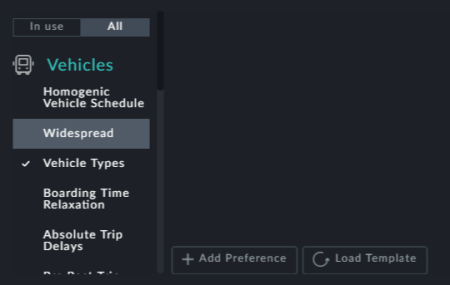 In use All
Vehicles
Homogenic
Vehicle Schedule
Widespread
Vehicle Types
Boarding Time
Relaxation
Absolute Trip
Delays
Add Preference Load Template